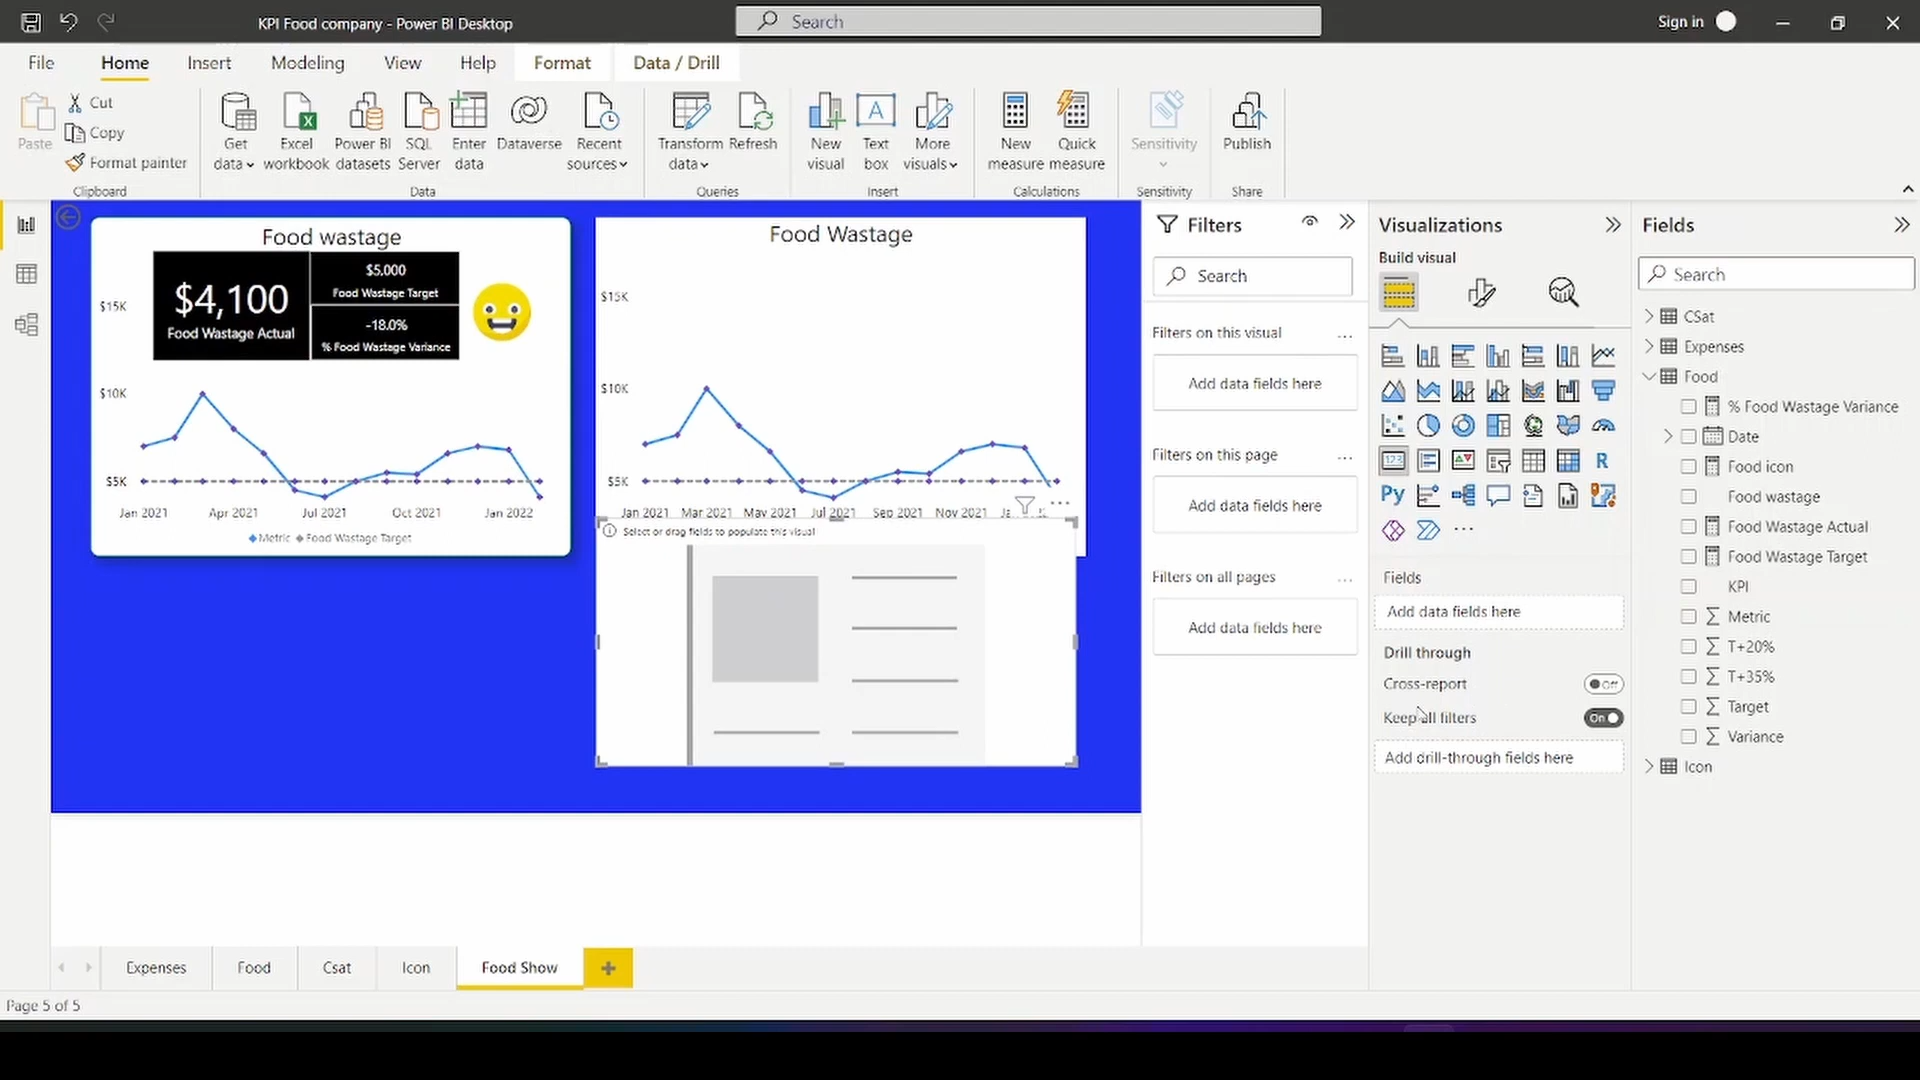 KPI Food company - Power BI Desktop
Search
Sign in
File
Home
Insert
Modeling
View
Help
Format
Data / Drill
Paste
Cut
Copy
Format painter
Clipboard
Get data
Excel workbook
Power BI datasets
SQL Server
Enter data
Dataverse
Recent sources
Data
Transform data
Refresh
Queries
New visual
Text box
More visuals
Insert
New measure
Quick measure
Calculations
Sensitivity
Sensitivity
Publish
Share
Food wastage
$4,100
Food Wastage Actual
$5,000
Food Wastage Target
-18.0%
% Food Wastage Variance
$15K
$10K
$5K
Jan 2021
Apr 2021
Jul 2021
Oct 2021
Jan 2022
Metric
Food Wastage Target
Food Wastage
$15K
$10K
$5K
Jan 2021
Mar 2021
May 2021
Jul 2021
Sep 2021
Nov 2021
Select or drag fields to populate this visual
Filters
Search
Filters on this visual
Add data fields here
Filters on this page
Add data fields here
Filters on all pages
Add data fields here
Visualizations
Build visual
123
R
Py
Fields
Add data fields here
Drill through
Cross-report
Off
Keep all filters
On
Add drill-through fields here
Fields
Search
CSat
Expenses
Food
% Food Wastage Variance
Date
Food icon
Food wastage
Food Wastage Actual
Food Wastage Target
KPI
Metric
T+20%
T+35%
Target
Variance
Icon
Expenses
Food
Csat
Icon
Food Show
Page 5 of 5